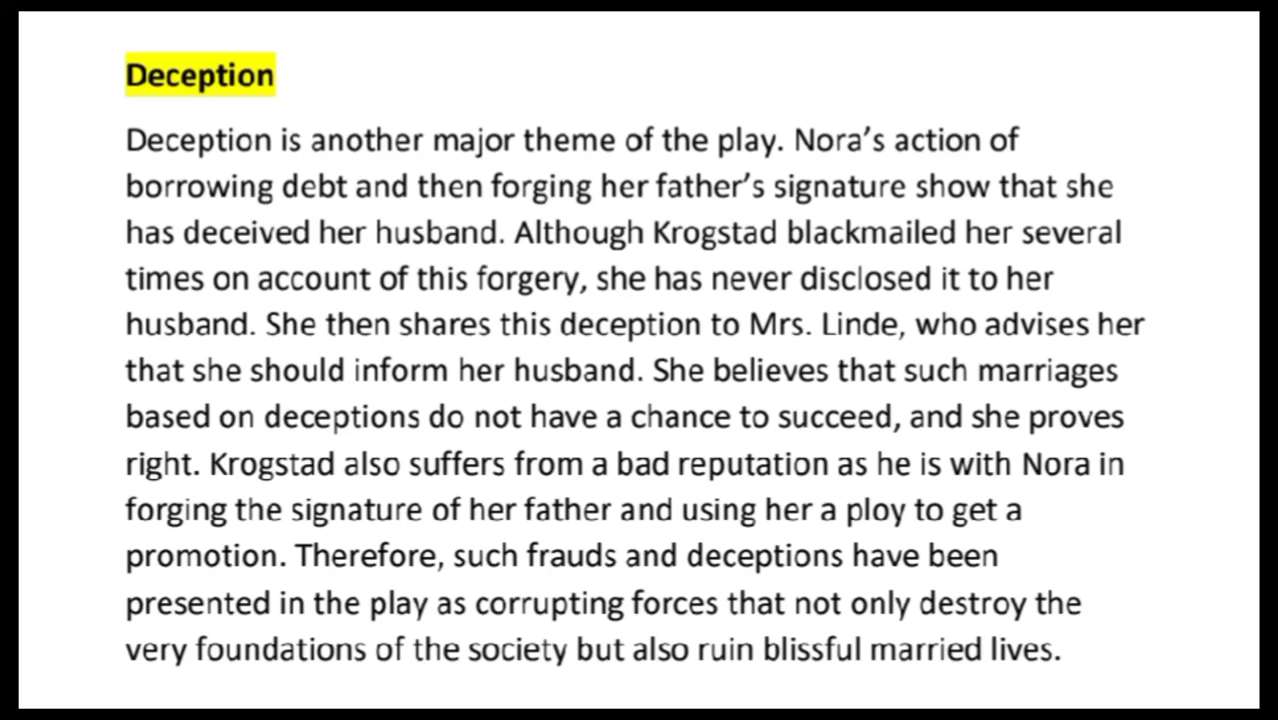 Deception
Deception is another major theme of the play. Nora’s action of
borrowing debt and then forging her father’s signature show that she
has deceived her husband. Although Krogstad blackmailed her several
times on account of this forgery, she has never disclosed it to her
husband. She then shares this deception to Mrs. Linde, who advises her
that she should inform her husband. She believes that such marriages
based on deceptions do not have a chance to succeed, and she proves
right. Krogstad also suffers from a bad reputation as he is with Nora in
forging the signature of her father and using her a ploy to get a
promotion. Therefore, such frauds and deceptions have been
presented in the play as corrupting forces that not only destroy the
very foundations of the society but also ruin blissful married lives.